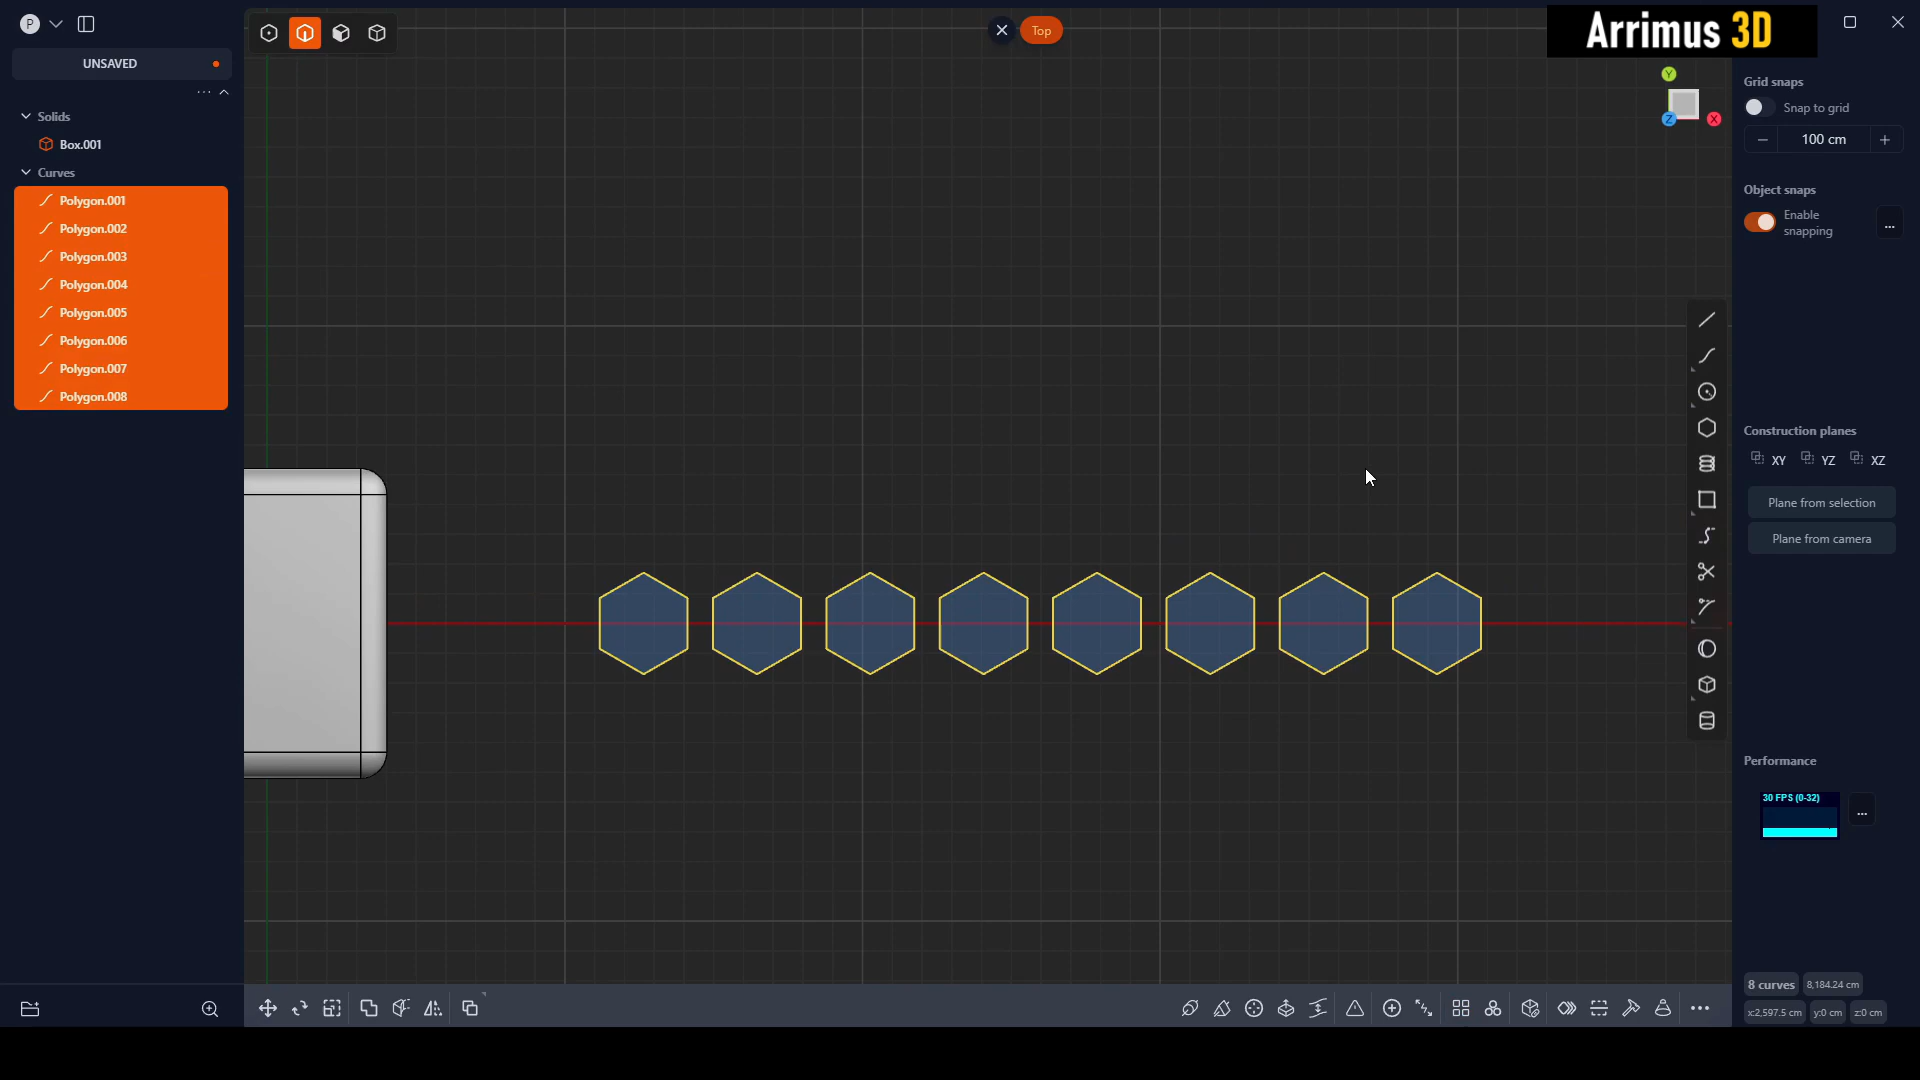 P
Top
Arrimus 3D
UNSAVED
Solids
Box.001
Curves
Polygon.001
Polygon.002
Polygon.003
Polygon.004
Polygon.005
Polygon.006
Polygon.007
Polygon.008
Y
Z
X
Grid snaps
Snap to grid
100 cm
Object snaps
Enable
snapping
...
Construction planes
XY YZ XZ
Plane from selection
Plane from camera
Performance
30 FPS (0-32)
...
8 curves 8,184.24 cm
x:2,597.5 cm y:0 cm z:0 cm